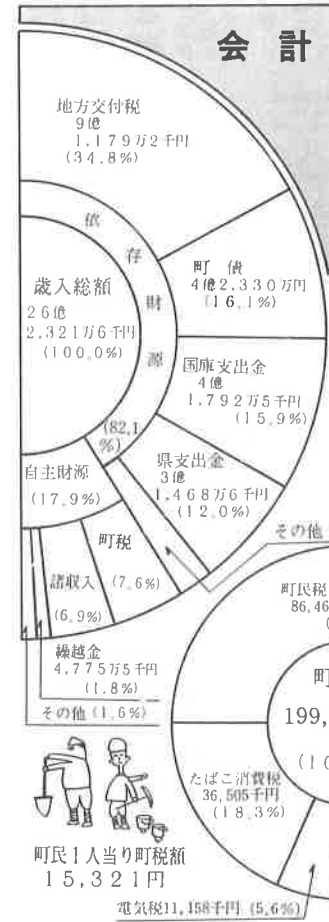 会計
地方交付税
9億
1,179万2千円
(34.8%)
依存財源
(82.1
%)
町債
4億2,330万円
(16.1%)
歳入総額
26億
2,321万6千円
(100.0%)
国庫支出金
4億
1,792万5千円
(15.9%)
県支出金
3億
1,468万6千円
(12.0%)
自主財源
(17.9%)
その他
町税
(7.6%)
諸収入
(6.9%)
繰越金
4,775万5千円
(1.8%)
その他 (1.6%)
町民税
86,46
(
町
199,
(10
たばこ消費税
36,505千円
(18.3%)
町民1人当り町税額
15,321円
電気税11,158千円 (5.6%)